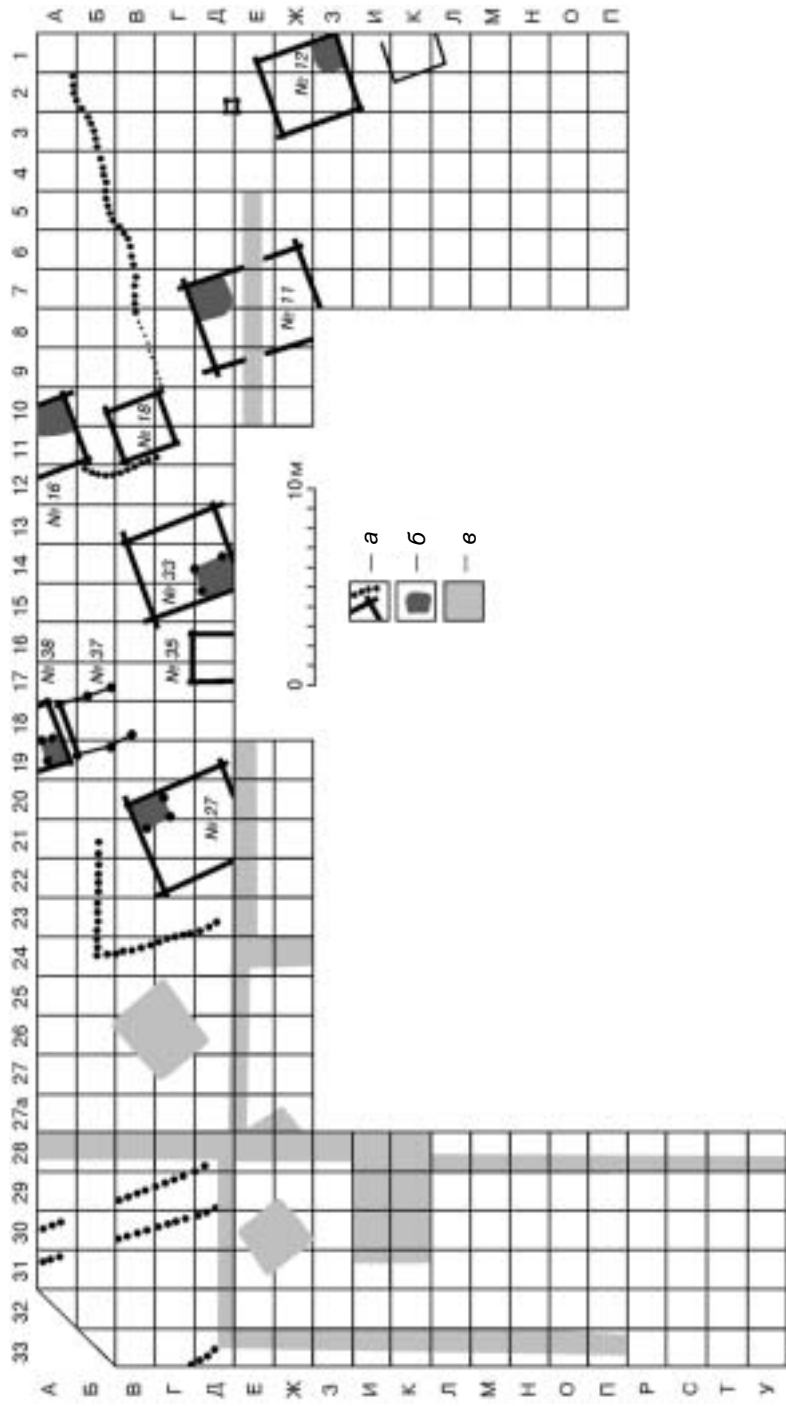 33 32 31 30 29 28 27а 27 26 25 24 23 22 21 20 19 18 17 16 15 14 13 12 11 10 9 8 7 6 5 4 3 2 1
А
Б
В
Г
Д
Е
Ж
З
И
К
Л
М
Н
О
П
Р
С
Т
У
А
Б
В
Г
Д
Е
Ж
З
И
К
Л
М
Н
О
П
№ 38
№ 37
№ 16
№ 18
№ 33
№ 35
№ 27
№ 11
№ 12
0 10 м
— а
— б
— в